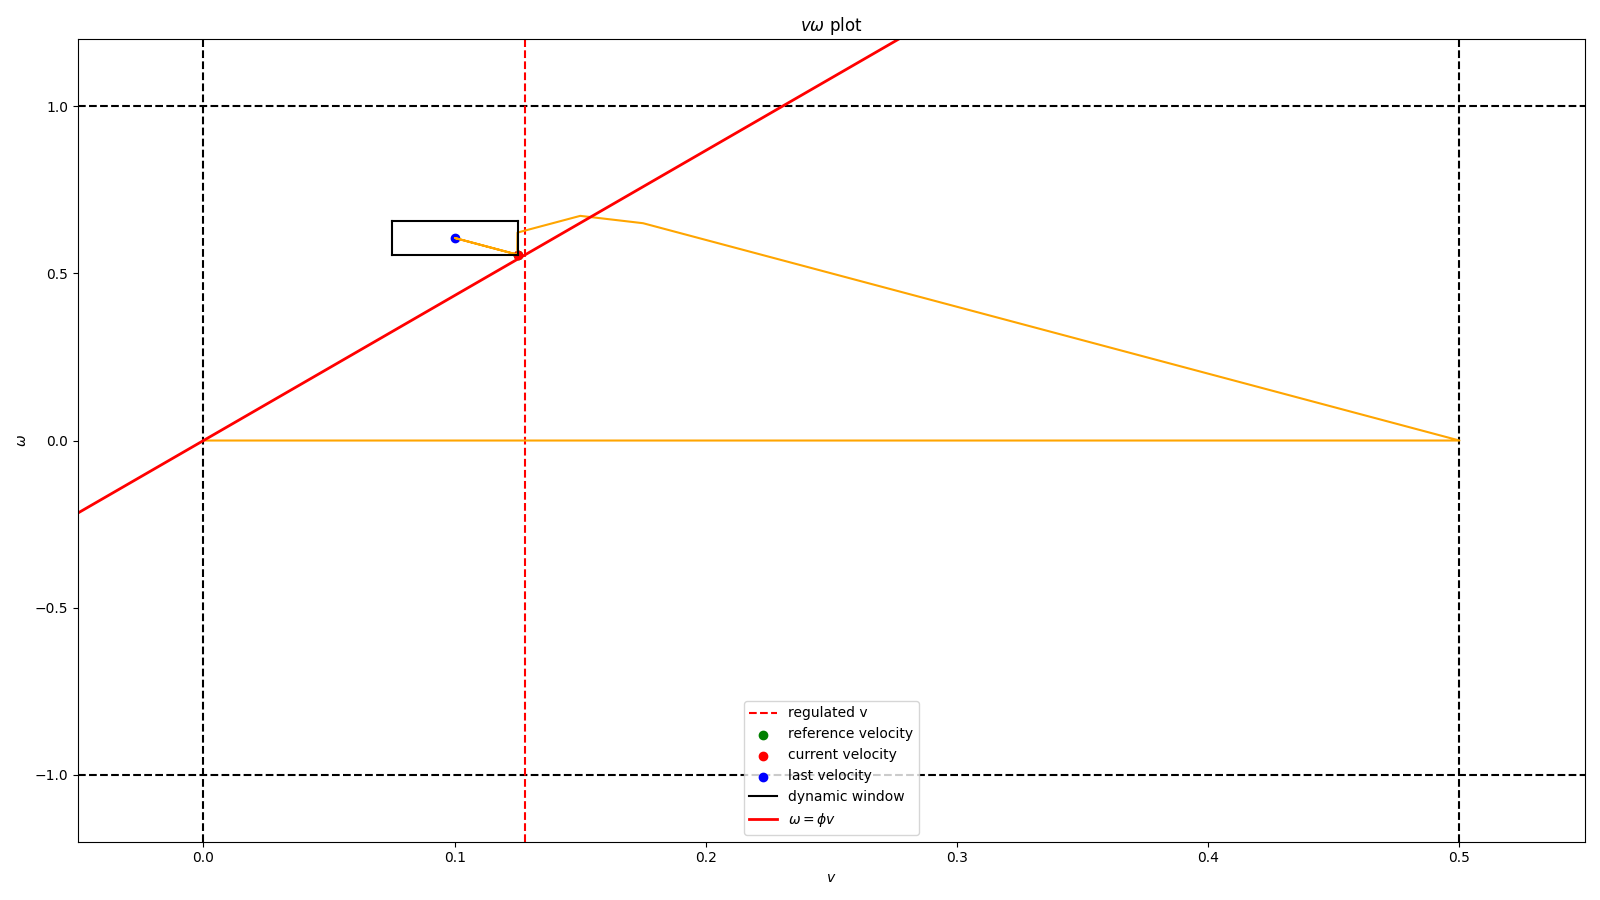 vω plot
1.0
0.5
0.0
−0.5
−1.0
ω
0.0 0.1 0.2 0.3 0.4 0.5
v
regulated v
reference velocity
current velocity
last velocity
dynamic window
ω = ϕv